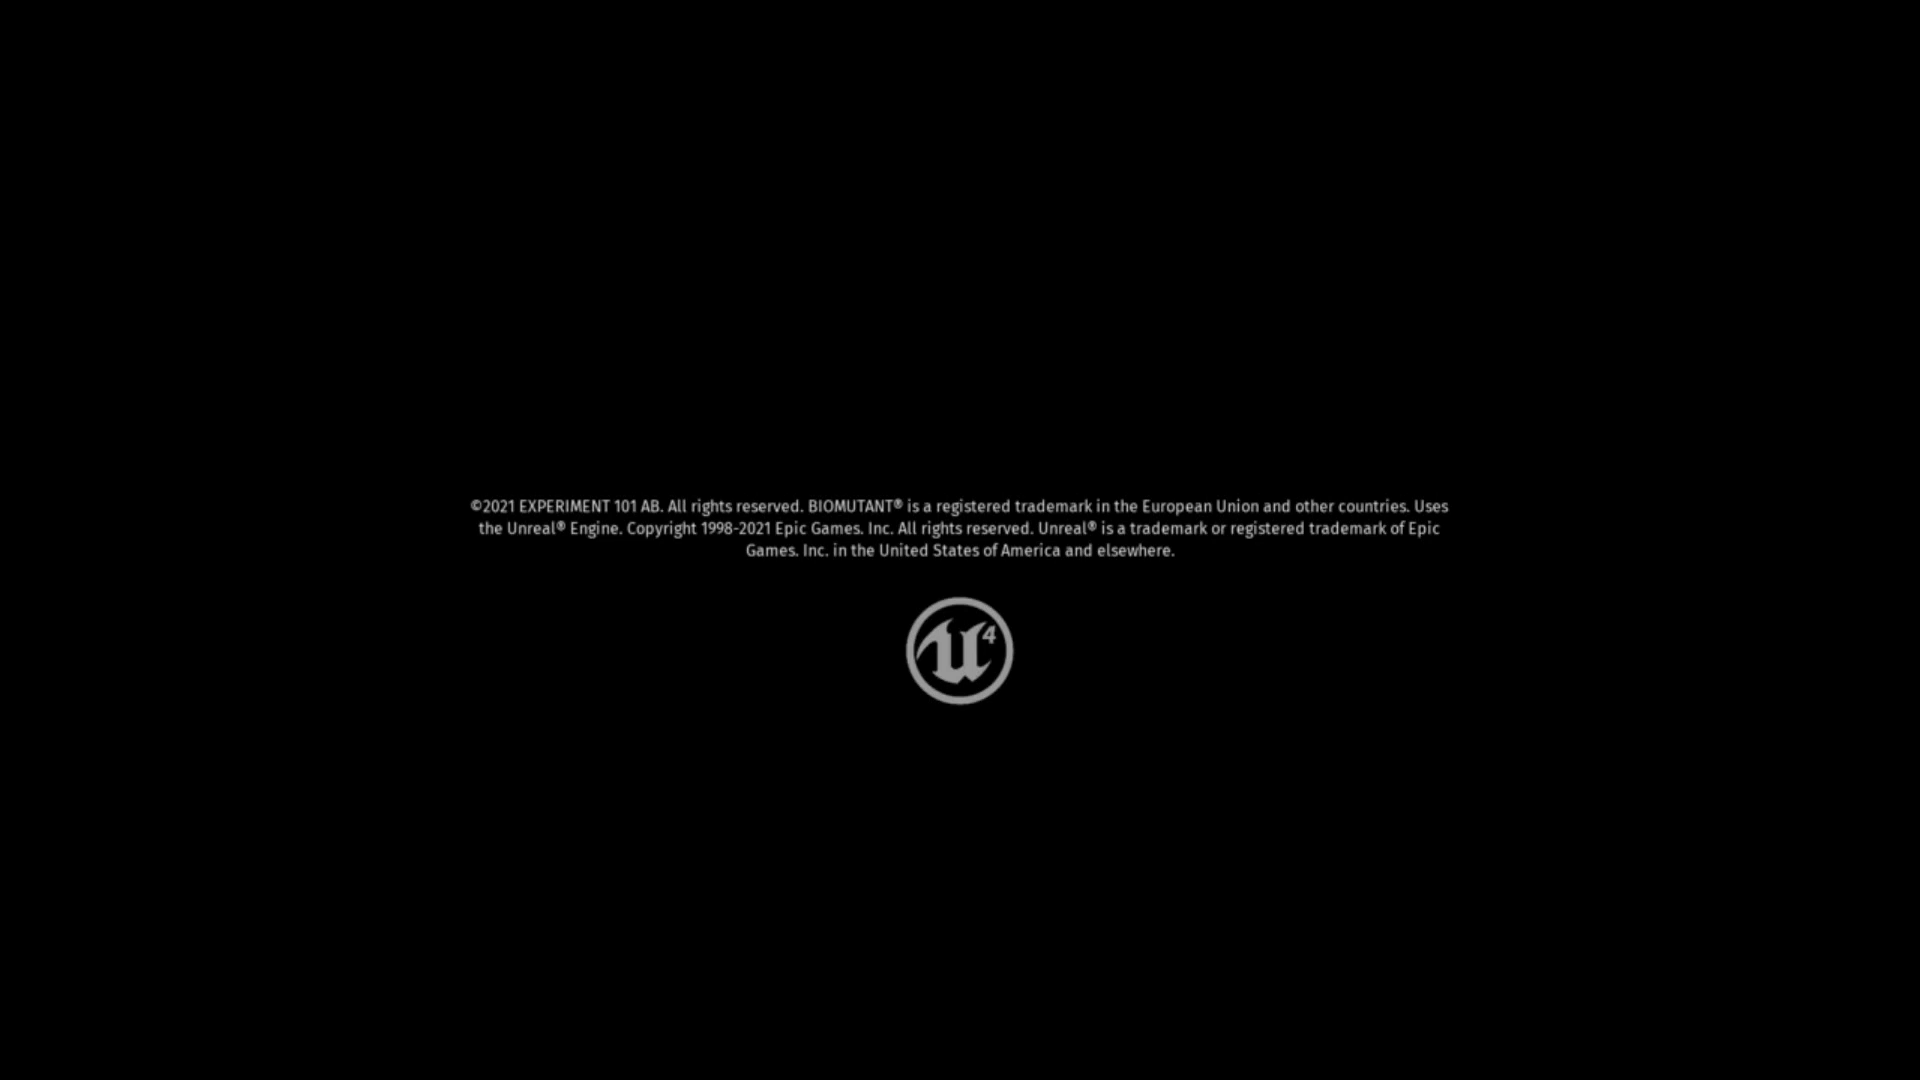 ©2021 EXPERIMENT 101 AB. All rights reserved. BIOMUTANT® is a registered trademark in the European Union and other countries. Uses
the Unreal® Engine. Copyright 1998-2021 Epic Games. Inc. All rights reserved. Unreal® is a trademark or registered trademark of Epic
Games. Inc. in the United States of America and elsewhere.
U4